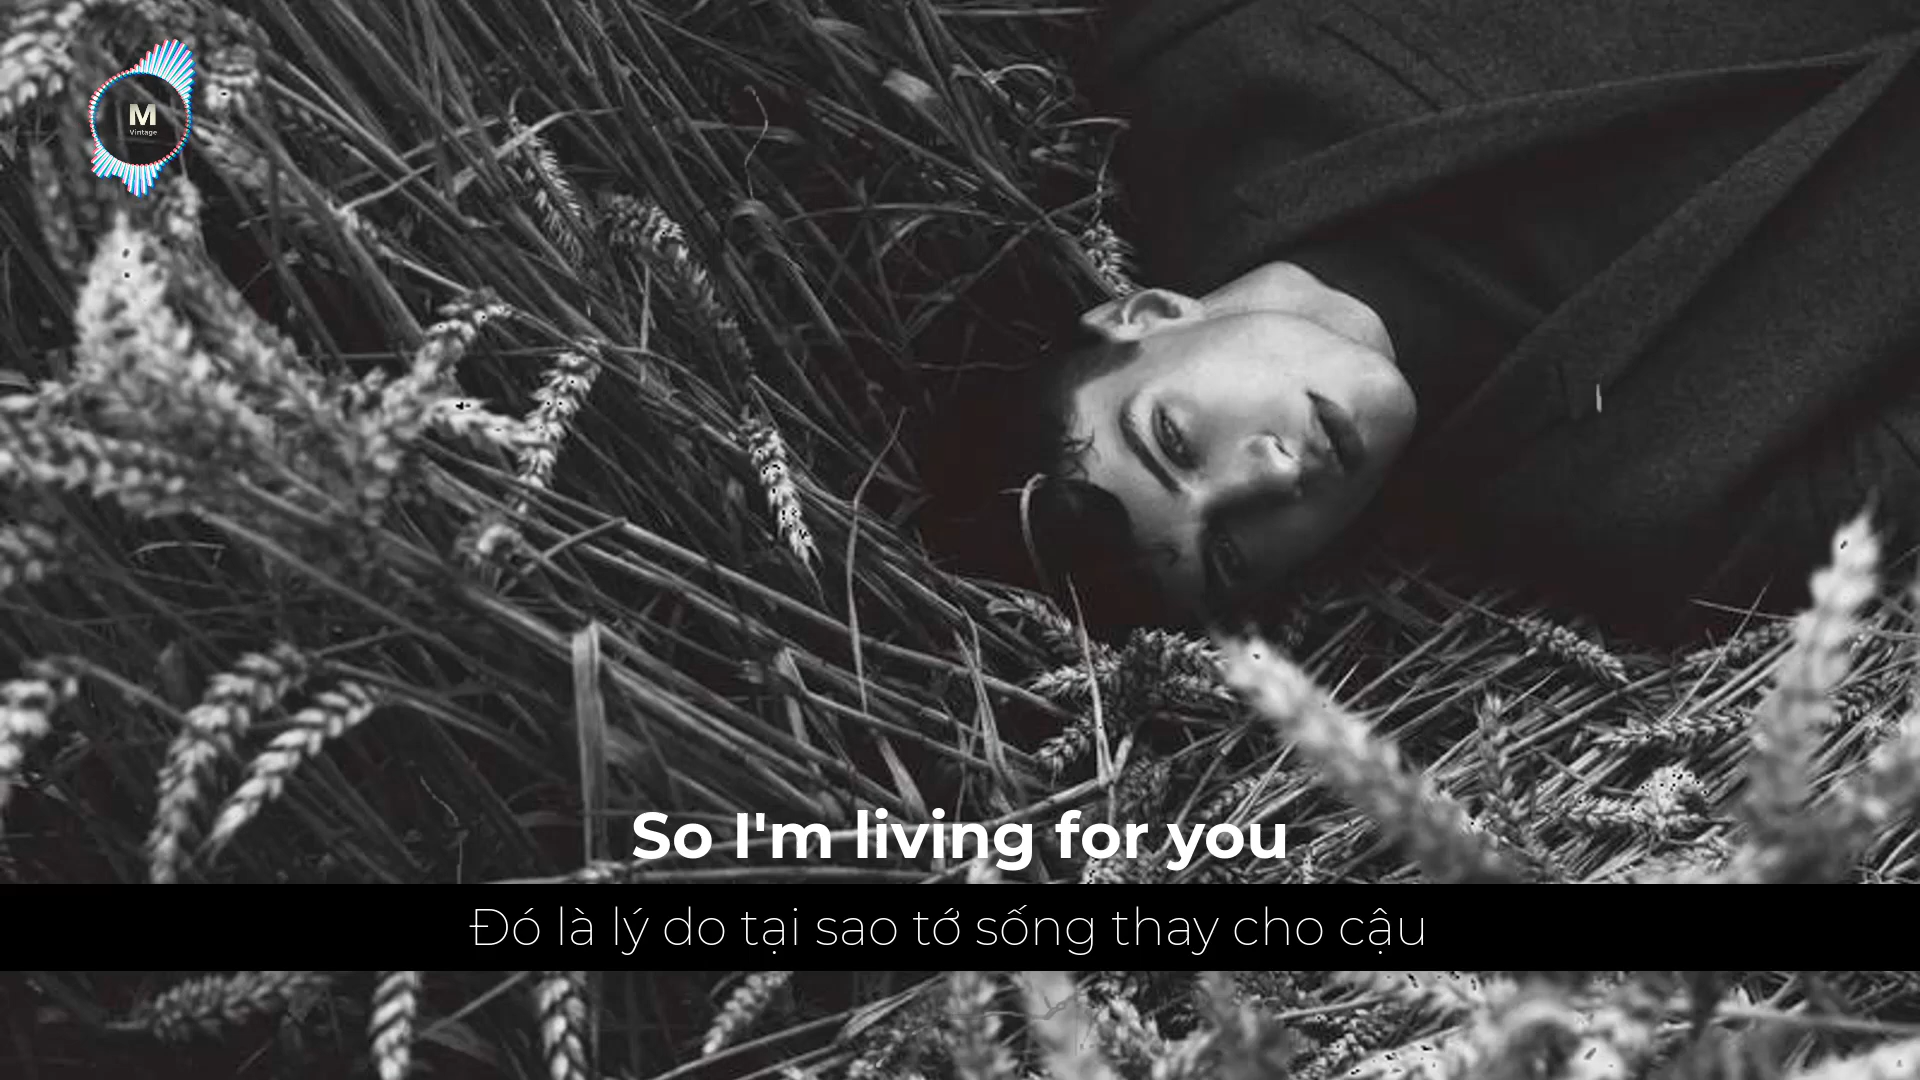 M
Vintage
So I'm living for you
Đó là lý do tại sao tớ sống thay cho cậu